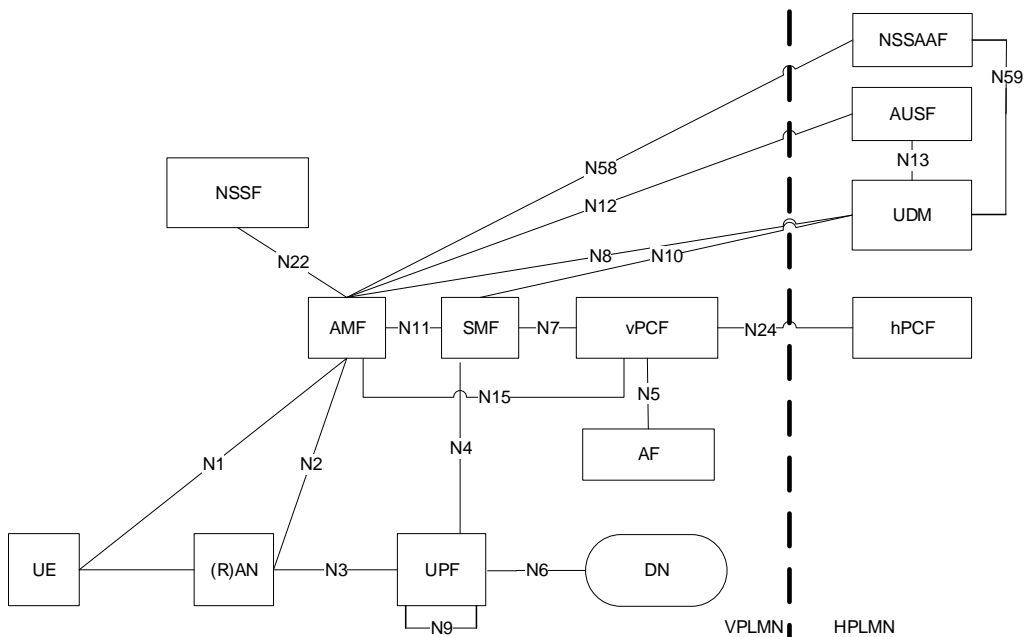 NSSAAF
N59
AUSF
N13
N58
NSSF
N12
UDM
N22
N8
N10
AMF
N11
SMF
N7
vPCF
N24
hPCF
N15
N5
N4
AF
N1
N2
UE
(R)AN
N3
UPF
N6
DN
N9
VPLMN
HPLMN